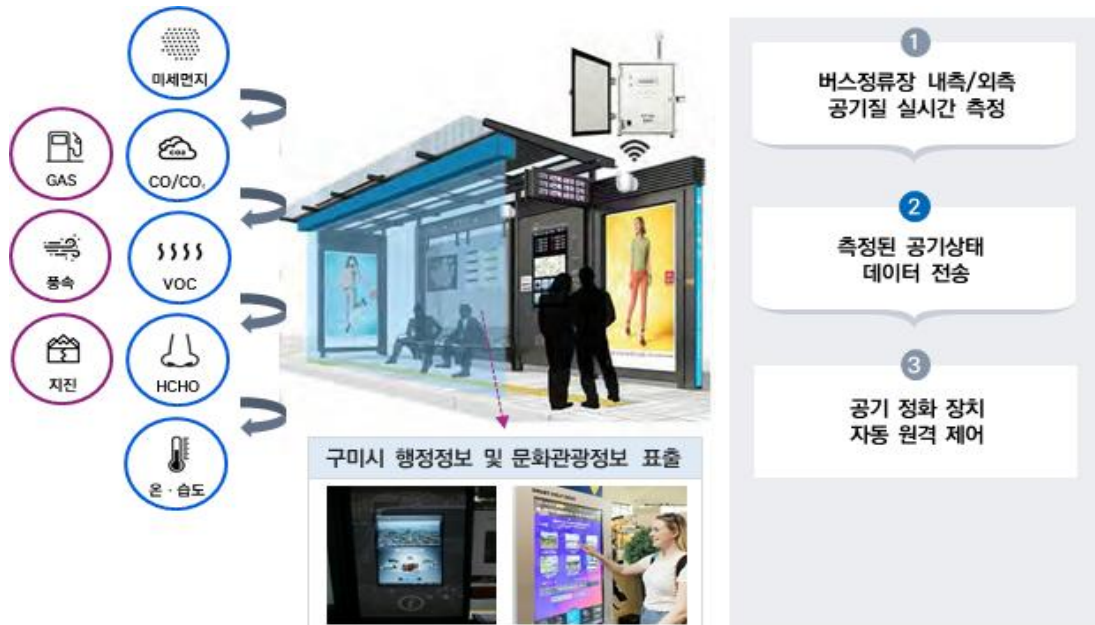 미세먼지
GAS
CO/CO₂
풍속
VOC
지진
HCHO
온 · 습도
구미시 행정정보 및 문화관광정보 표출
1
버스정류장 내측/외측
공기질 실시간 측정
2
측정된 공기상태
데이터 전송
3
공기 정화 장치
자동 원격 제어